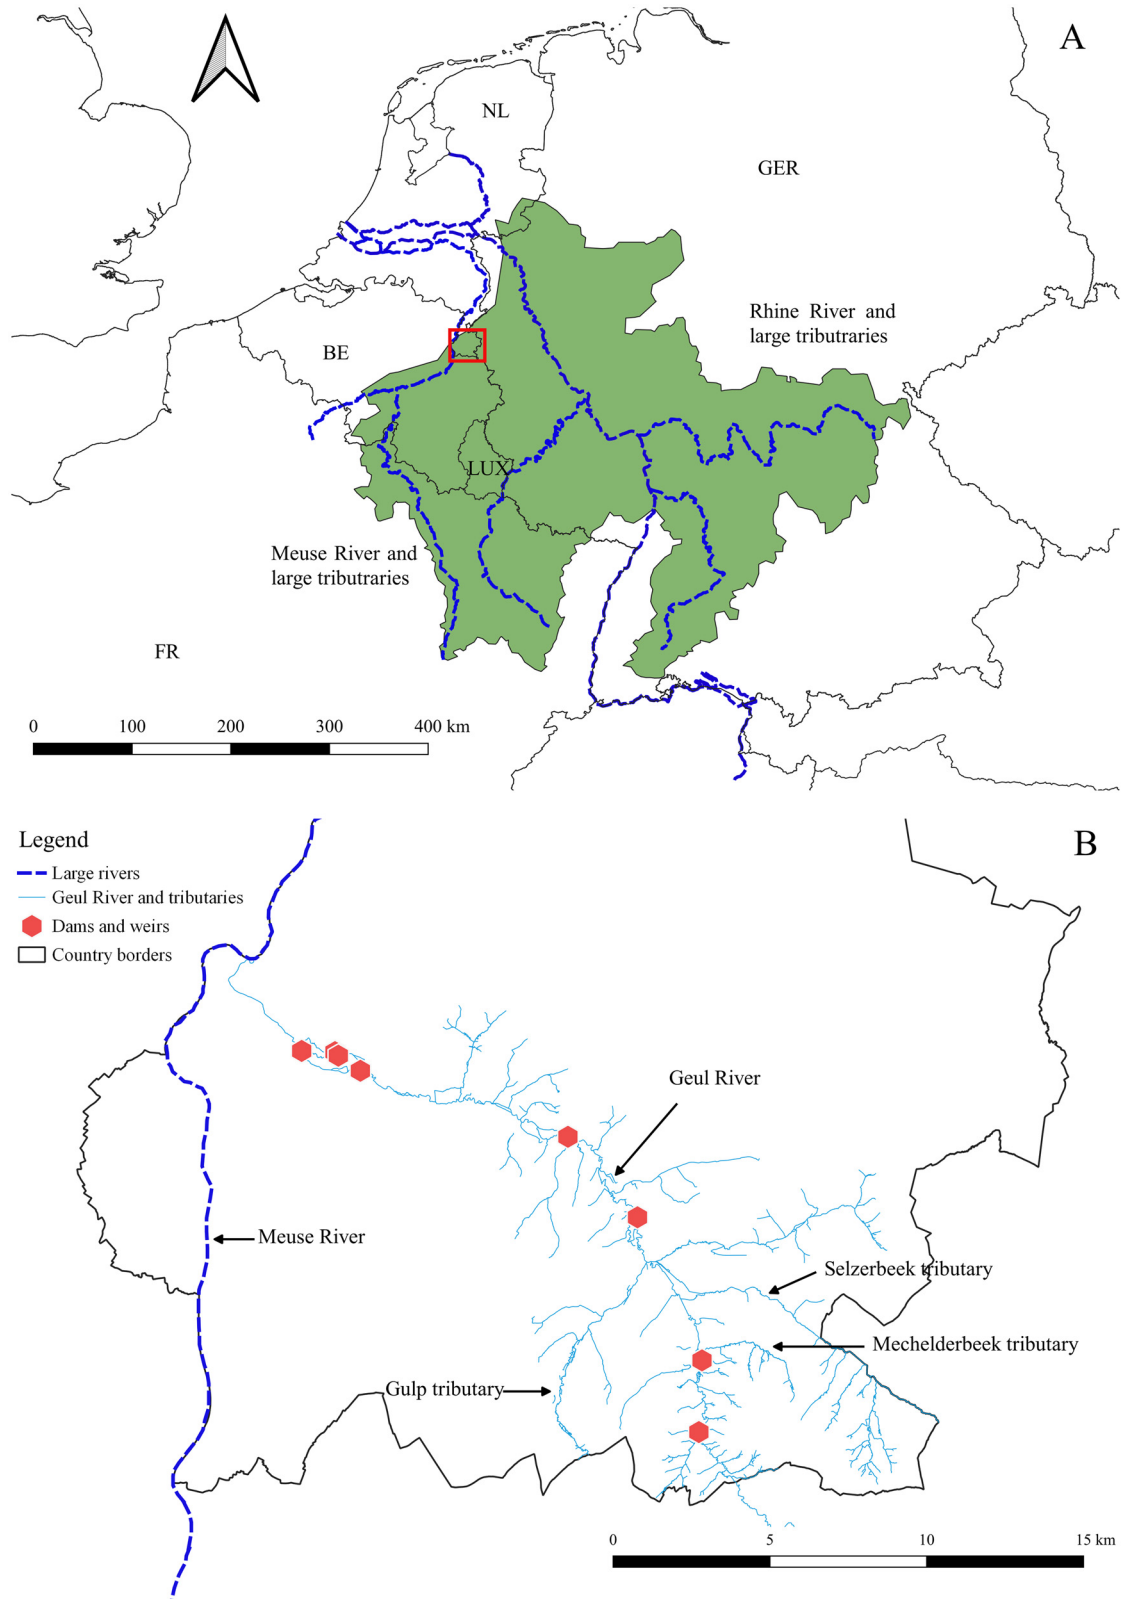 A
NL
GER
Rhine River and
large tributraries
BE
LUX
Meuse River and
large tributraries
FR
0 100 200 300 400 km
B
Legend
Large rivers
Geul River and tributaries
Dams and weirs
Country borders
Geul River
Meuse River
Selzerbeek tributary
Mechelderbeek tributary
Gulp tributary
0 5 10 15 km